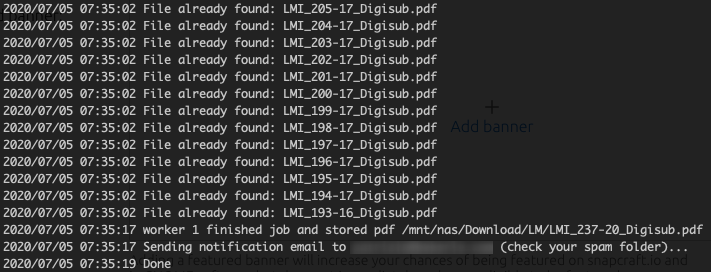 2020/07/05 07:35:02 File already found: LMI_205-17_Digisub.pdf
2020/07/05 07:35:02 File already found: LMI_204-17_Digisub.pdf
2020/07/05 07:35:02 File already found: LMI_203-17_Digisub.pdf
2020/07/05 07:35:02 File already found: LMI_202-17_Digisub.pdf
2020/07/05 07:35:02 File already found: LMI_201-17_Digisub.pdf
2020/07/05 07:35:02 File already found: LMI_200-17_Digisub.pdf
2020/07/05 07:35:02 File already found: LMI_199-17_Digisub.pdf
2020/07/05 07:35:02 File already found: LMI_198-17_Digisub.pdf
2020/07/05 07:35:02 File already found: LMI_197-17_Digisub.pdf
2020/07/05 07:35:02 File already found: LMI_196-17_Digisub.pdf
2020/07/05 07:35:02 File already found: LMI_195-17_Digisub.pdf
2020/07/05 07:35:02 File already found: LMI_194-17_Digisub.pdf
2020/07/05 07:35:02 File already found: LMI_193-16_Digisub.pdf
2020/07/05 07:35:17 worker 1 finished job and stored pdf /mnt/nas/Download/LM/LMI_237-20_Digisub.pdf
2020/07/05 07:35:17 Sending notification email to (check your spam folder)...
2020/07/05 07:35:19 Done
banner
+
Add banner
a featured banner will increase your chances of being featured on snapcraft.io and